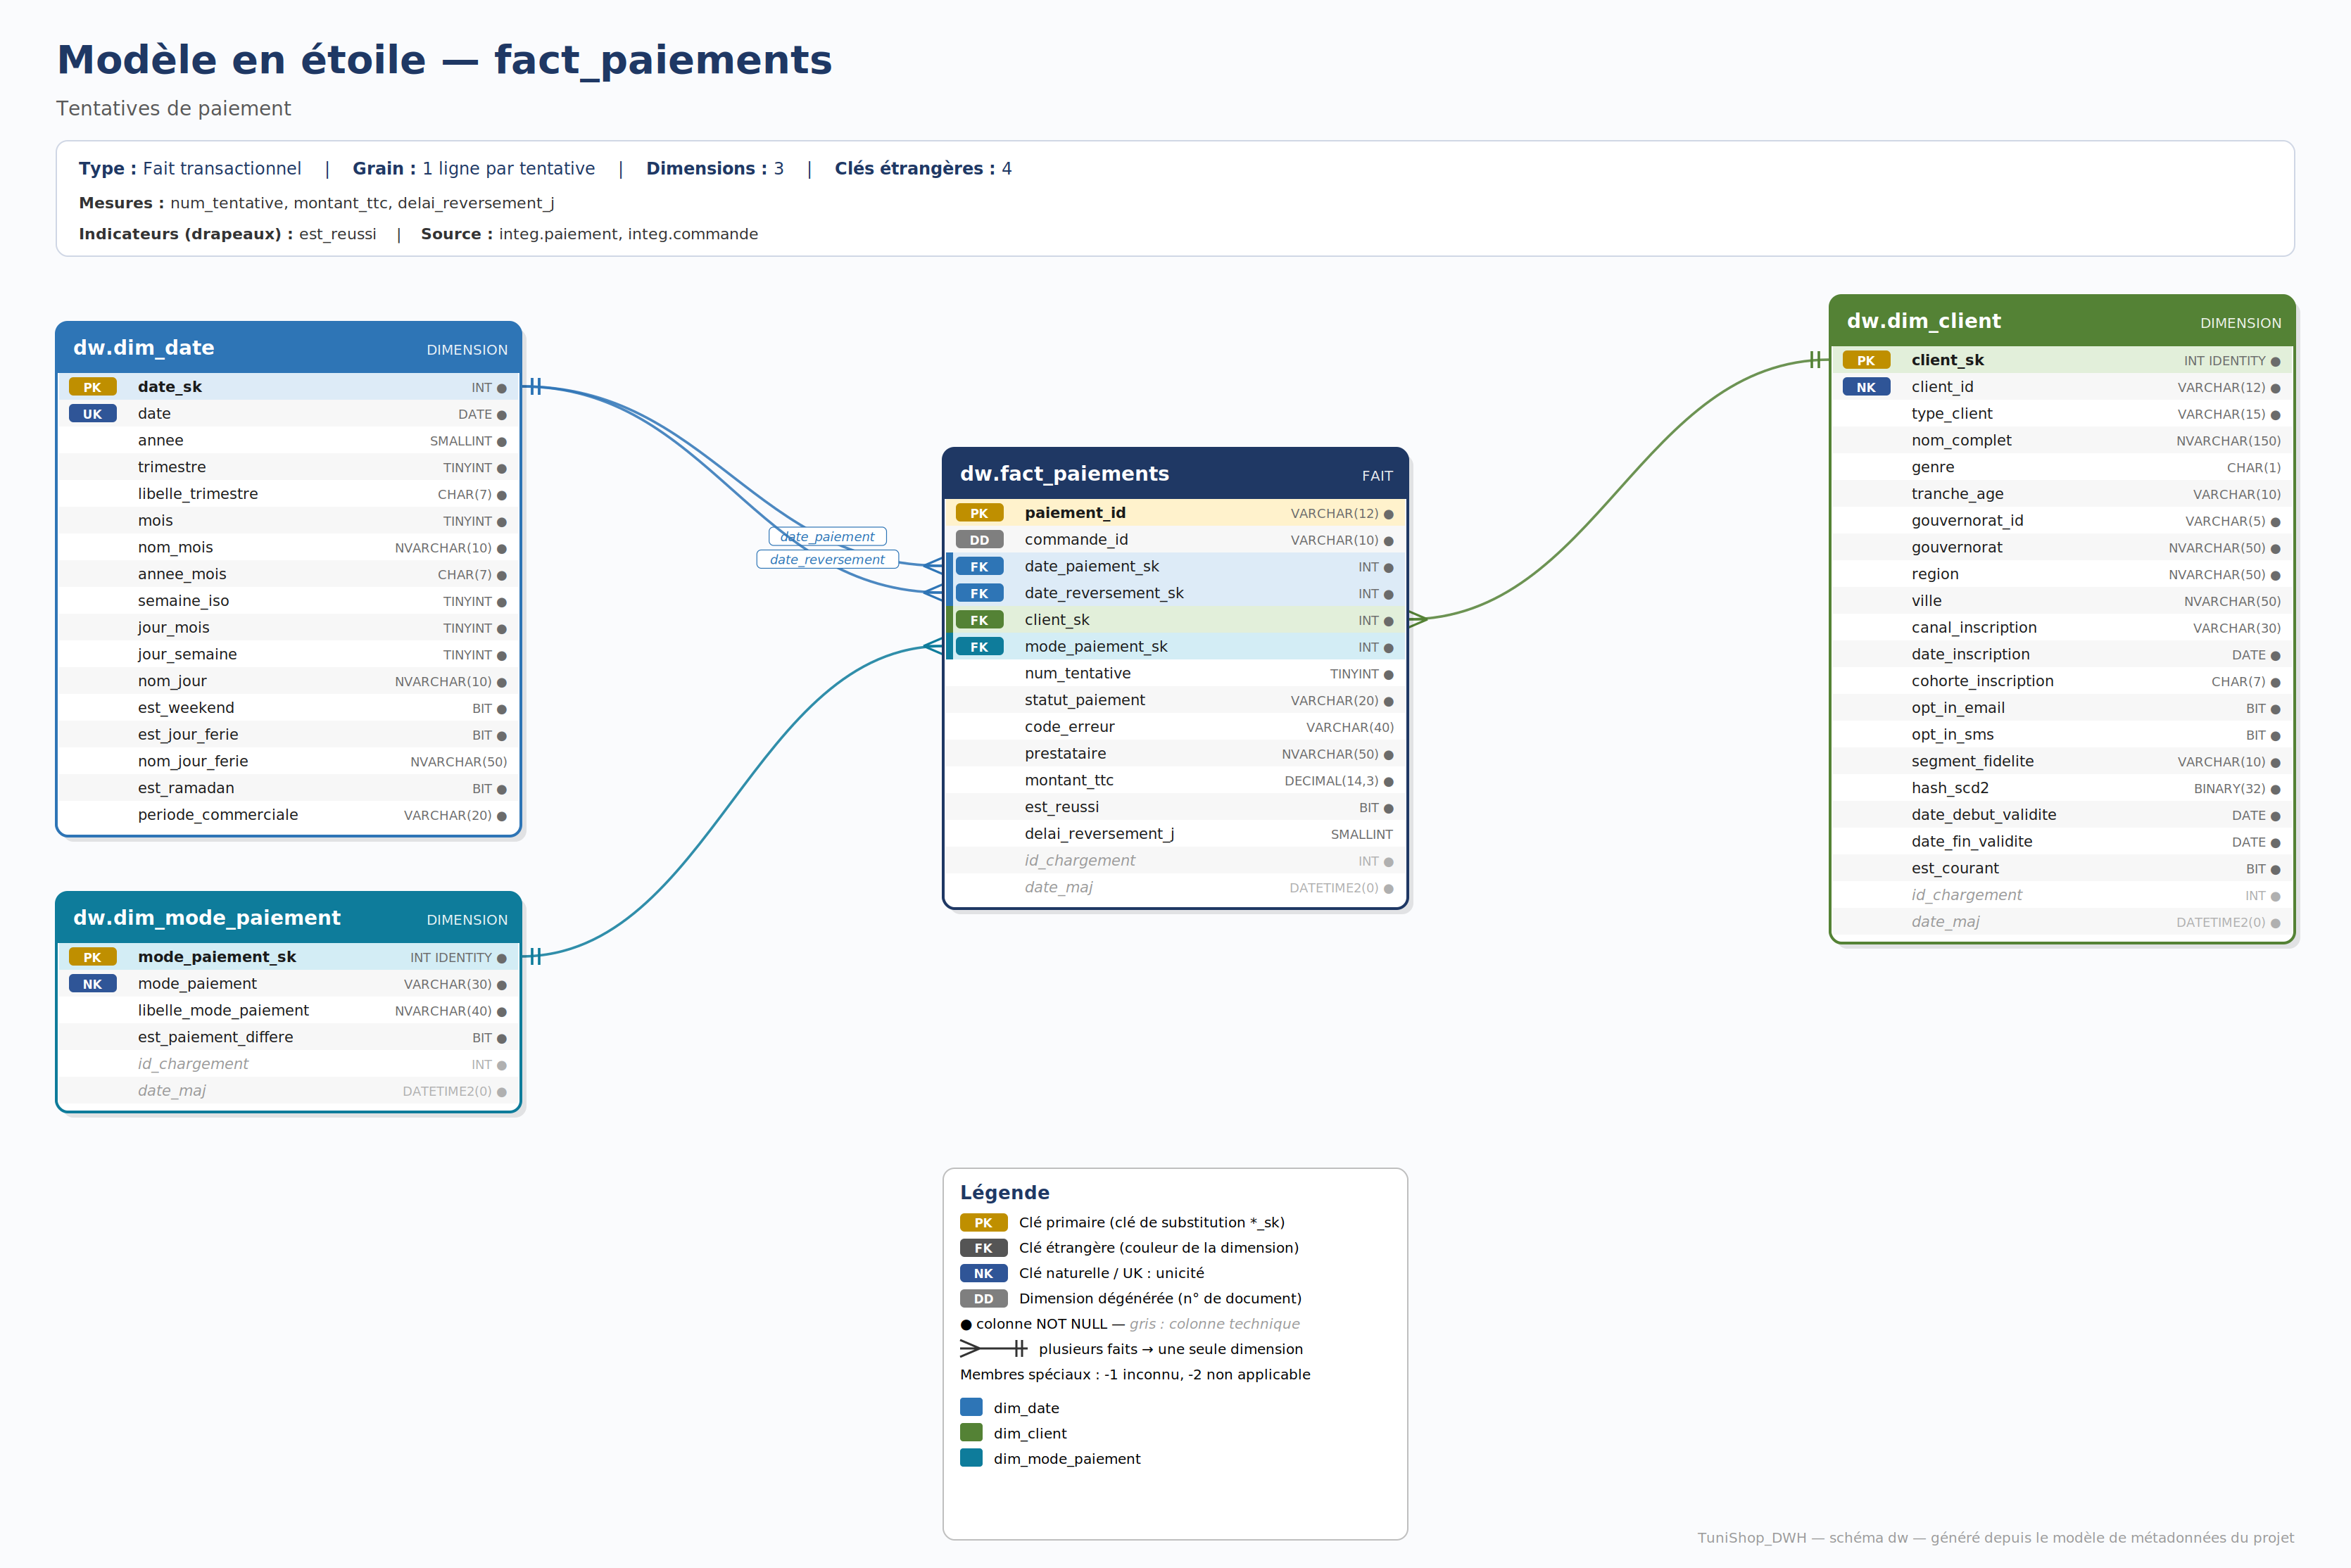 Modèle en étoile — fact_paiements
Tentatives de paiement
Type : Fait transactionnel | Grain : 1 ligne par tentative | Dimensions : 3 | Clés étrangères : 4
Mesures : num_tentative, montant_ttc, delai_reversement_j
Indicateurs (drapeaux) : est_reussi | Source : integ.paiement, integ.commande
dw.dim_date DIMENSION
PK date_sk INT ●
UK date DATE ●
annee SMALLINT ●
trimestre TINYINT ●
libelle_trimestre CHAR(7) ●
mois TINYINT ●
nom_mois NVARCHAR(10) ●
annee_mois CHAR(7) ●
semaine_iso TINYINT ●
jour_mois TINYINT ●
jour_semaine TINYINT ●
nom_jour NVARCHAR(10) ●
est_weekend BIT ●
est_jour_ferie BIT ●
nom_jour_ferie NVARCHAR(50)
est_ramadan BIT ●
periode_commerciale VARCHAR(20) ●
dw.dim_mode_paiement DIMENSION
PK mode_paiement_sk INT IDENTITY ●
NK mode_paiement VARCHAR(30) ●
libelle_mode_paiement NVARCHAR(40) ●
est_paiement_differe BIT ●
id_chargement INT ●
date_maj DATETIME2(0) ●
date_paiement
date_reversement
dw.fact_paiements FAIT
PK paiement_id VARCHAR(12) ●
DD commande_id VARCHAR(10) ●
FK date_paiement_sk INT ●
FK date_reversement_sk INT ●
FK client_sk INT ●
FK mode_paiement_sk INT ●
num_tentative TINYINT ●
statut_paiement VARCHAR(20) ●
code_erreur VARCHAR(40)
prestataire NVARCHAR(50) ●
montant_ttc DECIMAL(14,3) ●
est_reussi BIT ●
delai_reversement_j SMALLINT
id_chargement INT ●
date_maj DATETIME2(0) ●
dw.dim_client DIMENSION
PK client_sk INT IDENTITY ●
NK client_id VARCHAR(12) ●
type_client VARCHAR(15) ●
nom_complet NVARCHAR(150)
genre CHAR(1)
tranche_age VARCHAR(10)
gouvernorat_id VARCHAR(5) ●
gouvernorat NVARCHAR(50) ●
region NVARCHAR(50) ●
ville NVARCHAR(50)
canal_inscription VARCHAR(30)
date_inscription DATE ●
cohorte_inscription CHAR(7) ●
opt_in_email BIT ●
opt_in_sms BIT ●
segment_fidelite VARCHAR(10) ●
hash_scd2 BINARY(32) ●
date_debut_validite DATE ●
date_fin_validite DATE ●
est_courant BIT ●
id_chargement INT ●
date_maj DATETIME2(0) ●
Légende
PK Clé primaire (clé de substitution *_sk)
FK Clé étrangère (couleur de la dimension)
NK Clé naturelle / UK : unicité
DD Dimension dégénérée (n° de document)
● colonne NOT NULL — gris : colonne technique
plusieurs faits → une seule dimension
Membres spéciaux : -1 inconnu, -2 non applicable
dim_date
dim_client
dim_mode_paiement
TuniShop_DWH — schéma dw — généré depuis le modèle de métadonnées du projet